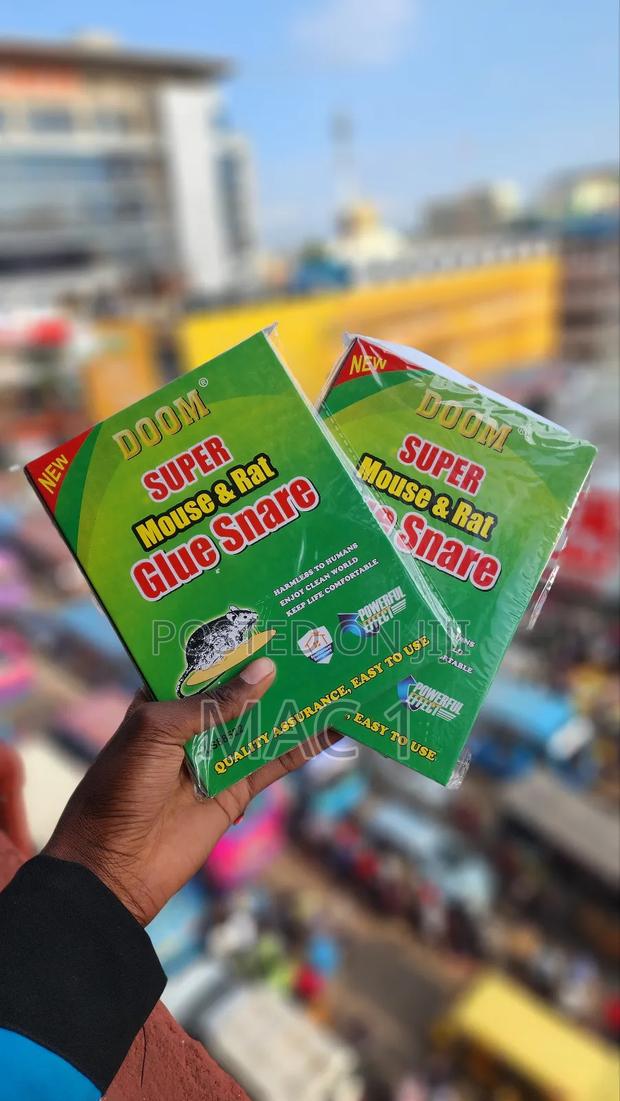 NEW
DOOM®
SUPER
Mouse & Rat
Glue Snare
HARMLESS TO HUMANS
ENJOY CLEAN WORLD
KEEP LIFE COMFORTABLE
POWERFUL
EFFECT
QUALITY ASSURANCE, EASY TO USE
NEW
DOOM
SUPER
Mouse & Rat
Snare
POWERFUL
EFFECT
, EASY TO USE
MAC 1